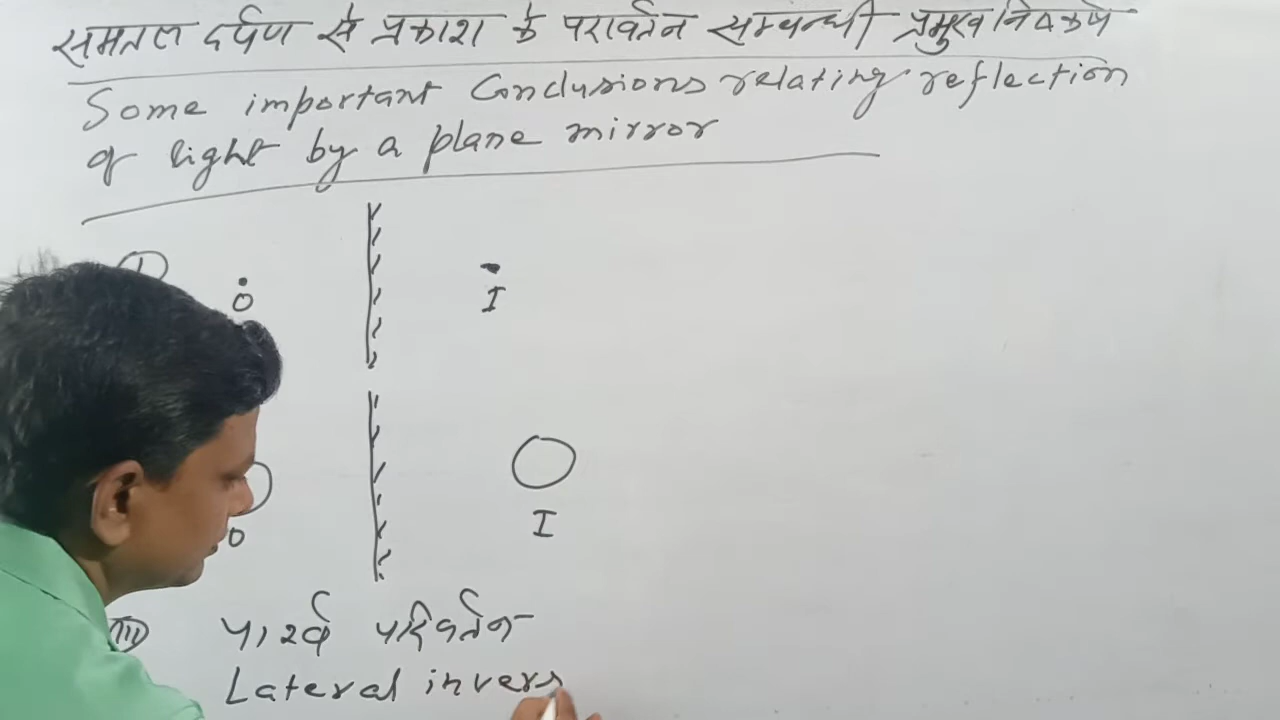 समतल दर्पण से प्रकाश के परावर्तन सम्बन्धी प्रमुख निष्कर्ष
Some important Conclusions relating reflection
of light by a plane mirror
I
O
I
O
I
III पार्श्व परिवर्तन
Lateral invers